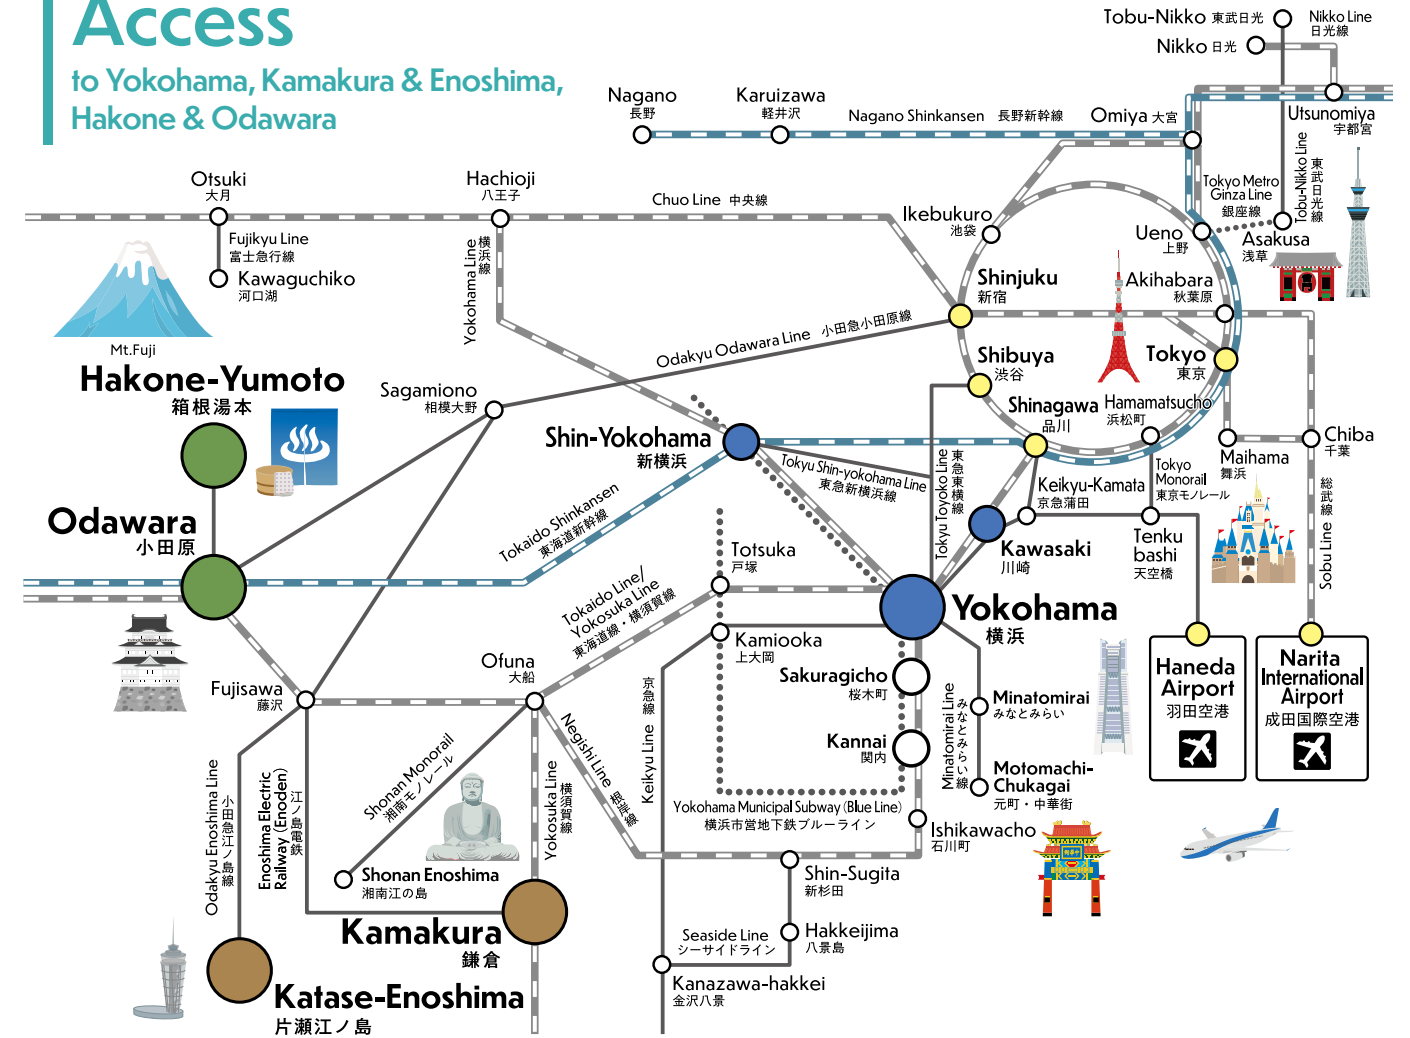 Access
to Yokohama, Kamakura & Enoshima,
Hakone & Odawara
Tobu-Nikko 東武日光
Nikko Line
日光線
Nikko 日光
Utsunomiya
宇都宮
Nagano
長野
Karuizawa
軽井沢
Nagano Shinkansen 長野新幹線
Omiya 大宮
Tobu-Nikko Line
東武日光線
Tokyo Metro
Ginza Line
銀座線
Otsuki
大月
Hachioji
八王子
Chuo Line 中央線
Ikebukuro
池袋
Ueno
上野
Asakusa
浅草
Fujikyu Line
富士急行線
Kawaguchiko
河口湖
Yokohama Line
横浜線
Shinjuku
新宿
Akihabara
秋葉原
Mt.Fuji
Odakyu Odawara Line 小田急小田原線
Shibuya
渋谷
Tokyo
東京
Hakone-Yumoto
箱根湯本
Sagamiono
相模大野
Shinagawa
品川
Hamamatsucho
浜松町
Shin-Yokohama
新横浜
Tokyu Shin-yokohama Line
東急新横浜線
Tokyu Toyoko Line
東急東横線
Keikyu-Kamata
京急蒲田
Tokyo
Monorail
東京モノレール
Maihama
舞浜
Chiba
千葉
Sobu Line
総武線
Odawara
小田原
Tokaido Shinkansen
東海道新幹線
Totsuka
戸塚
Kawasaki
川崎
Tenku
bashi
天空橋
Tokaido Line/
Yokosuka Line
東海道線・横須賀線
Yokohama
横浜
Kamiooka
上大岡
Ofuna
大船
Sakuragicho
桜木町
Haneda
Airport
羽田空港
Narita
International
Airport
成田国際空港
Fujisawa
藤沢
Keikyu Line
京急線
Minatomirai Line
みなとみらい線
Minatomirai
みなとみらい
Kannai
関内
Motomachi-
Chukagai
元町・中華街
Negishi Line 根岸線
Shonan Monorail
湘南モノレール
Yokosuka Line
横須賀線
Odakyu Enoshima Line
小田急江ノ島線
Enoshima Electric
Railway (Enoden)
江ノ島電鉄
Yokohama Municipal Subway (Blue Line)
横浜市営地下鉄ブルーライン
Ishikawacho
石川町
Shonan Enoshima
湘南江の島
Shin-Sugita
新杉田
Kamakura
鎌倉
Seaside Line
シーサイドライン
Hakkeijima
八景島
Kanazawa-hakkei
金沢八景
Katase-Enoshima
片瀬江ノ島